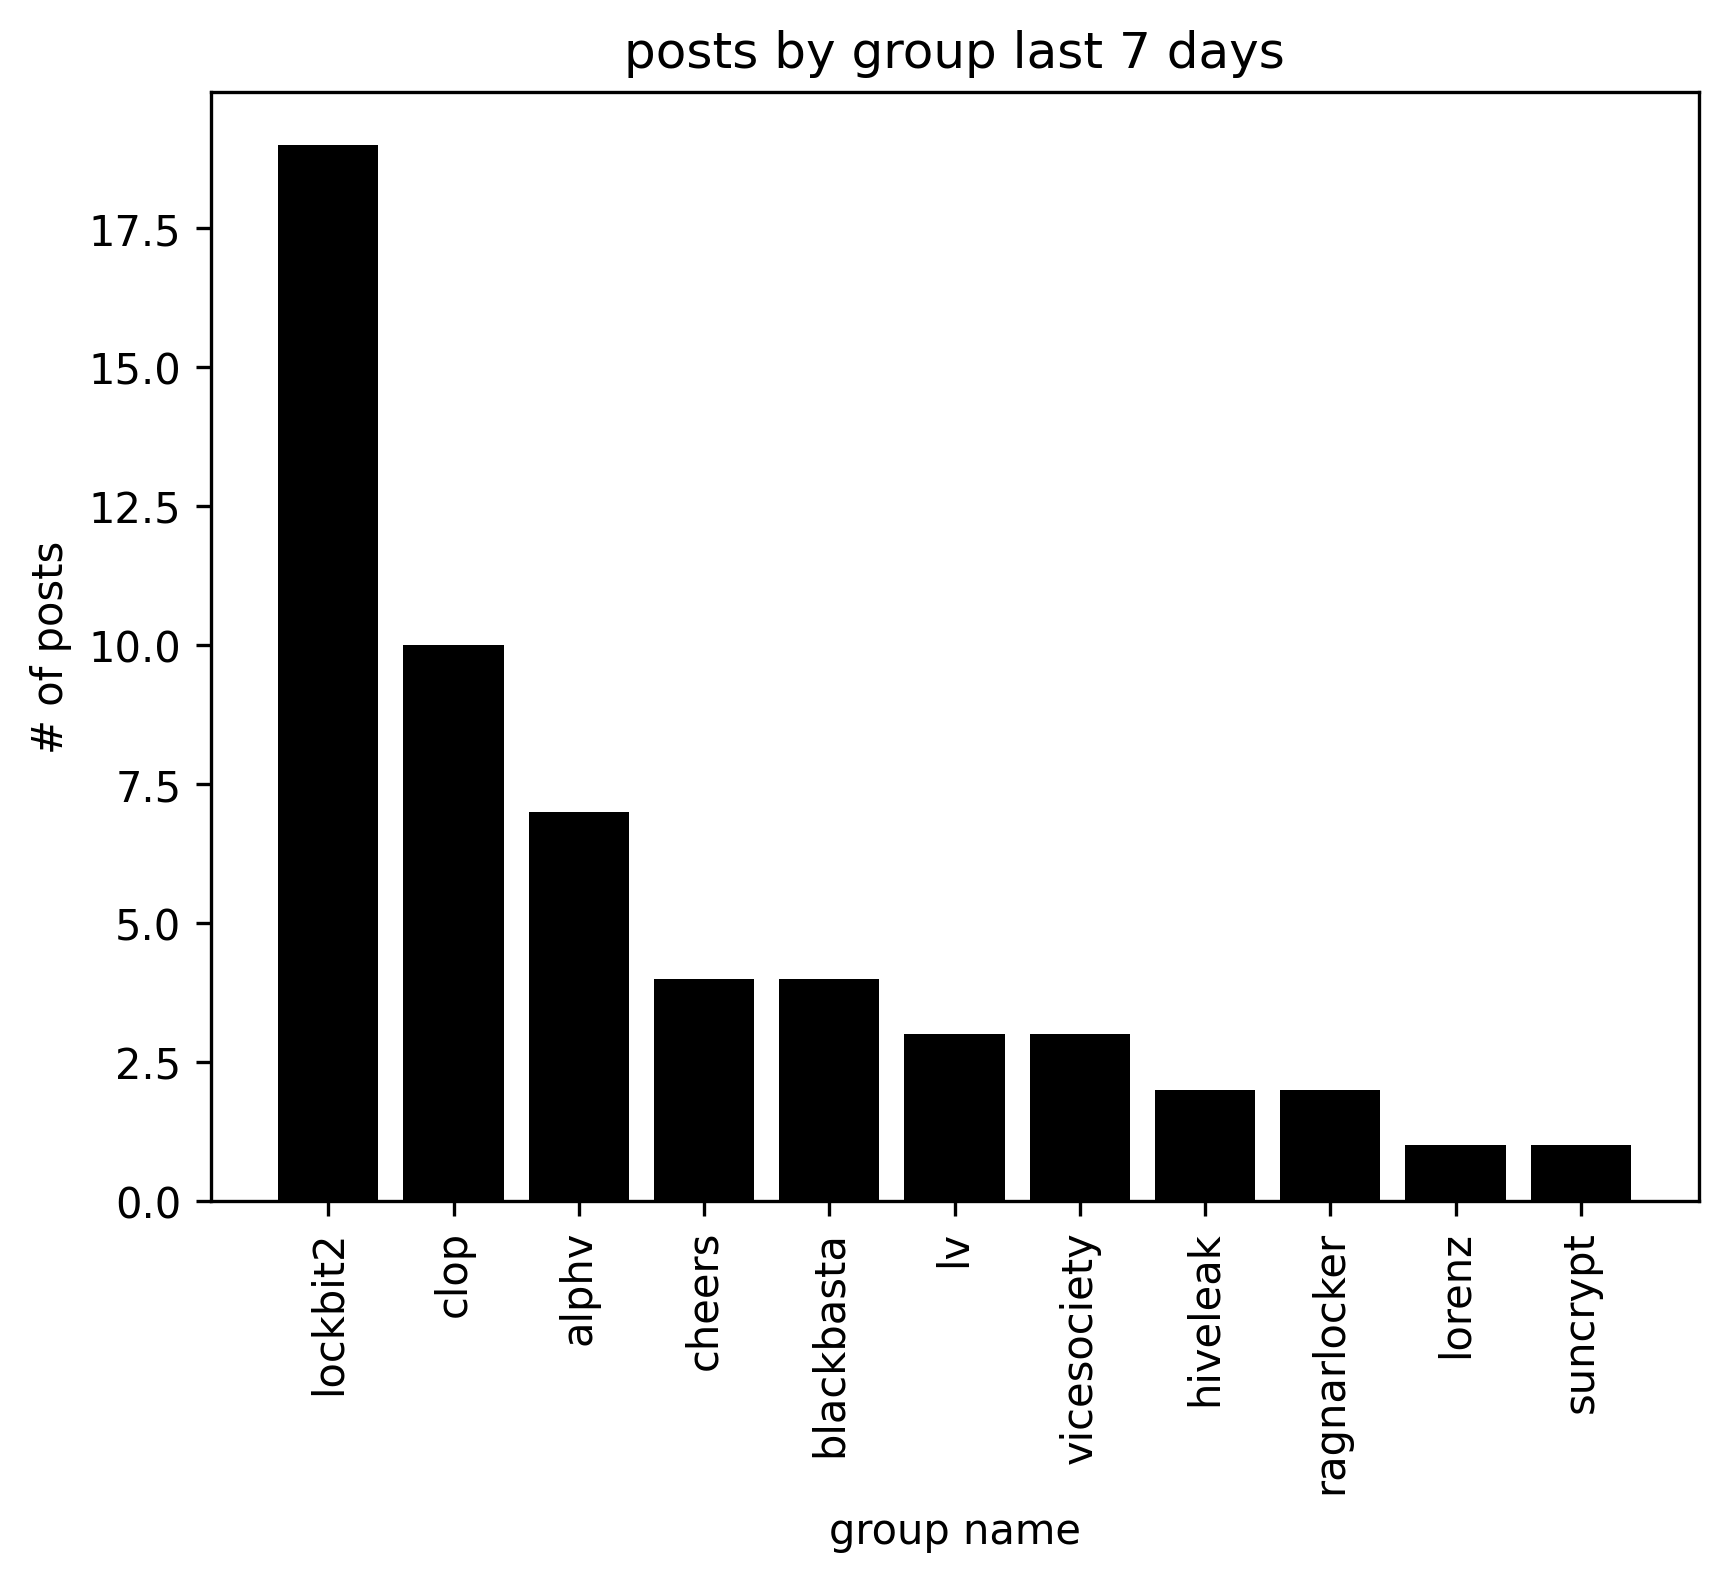 posts by group last 7 days
# of posts
17.5
15.0
12.5
10.0
7.5
5.0
2.5
0.0
lockbit2
clop
alphv
cheers
blackbasta
lv
vicesociety
hiveleak
ragnarlocker
lorenz
suncrypt
group name